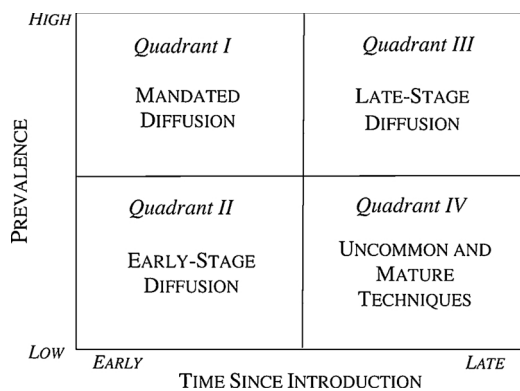 HIGH
Quadrant I
MANDATED
DIFFUSION
Quadrant III
LATE-STAGE
DIFFUSION
PREVALENCE
Quadrant II
EARLY-STAGE
DIFFUSION
Quadrant IV
UNCOMMON AND
MATURE
TECHNIQUES
LOW
EARLY
LATE
TIME SINCE INTRODUCTION